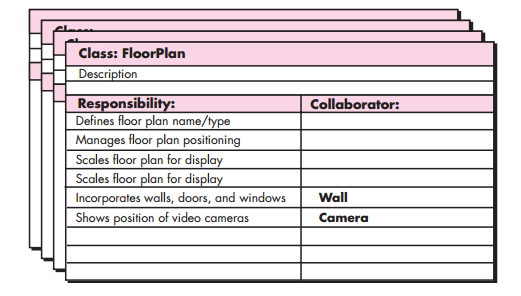 Class: FloorPlan
Description
Responsibility: Collaborator:
Defines floor plan name/type
Manages floor plan positioning
Scales floor plan for display
Scales floor plan for display
Incorporates walls, doors, and windows Wall
Shows position of video cameras Camera